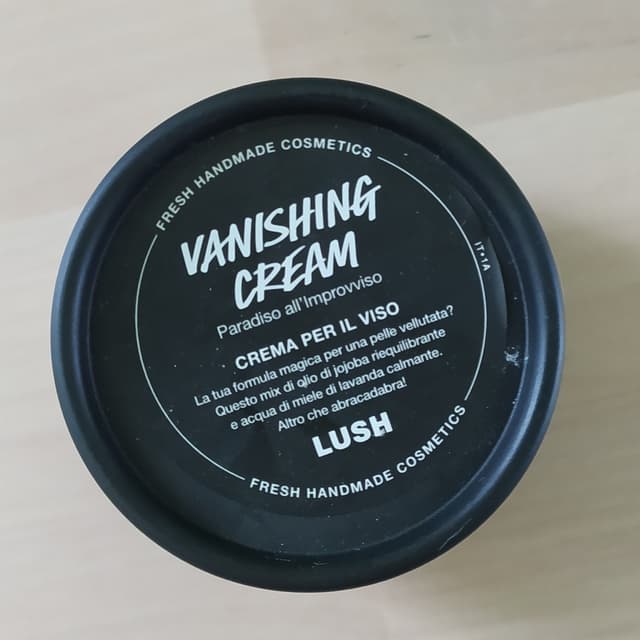 FRESH HANDMADE COSMETICS
VANISHING
CREAM
Paradiso all'Improvviso
CREMA PER IL VISO
La tua formula magica per una pelle vellutata?
Questo mix di olio di jojoba riequilibrante
e acqua di miele di lavanda calmante.
Altro che abracadabra!
LUSH
FRESH HANDMADE COSMETICS
IT•1A